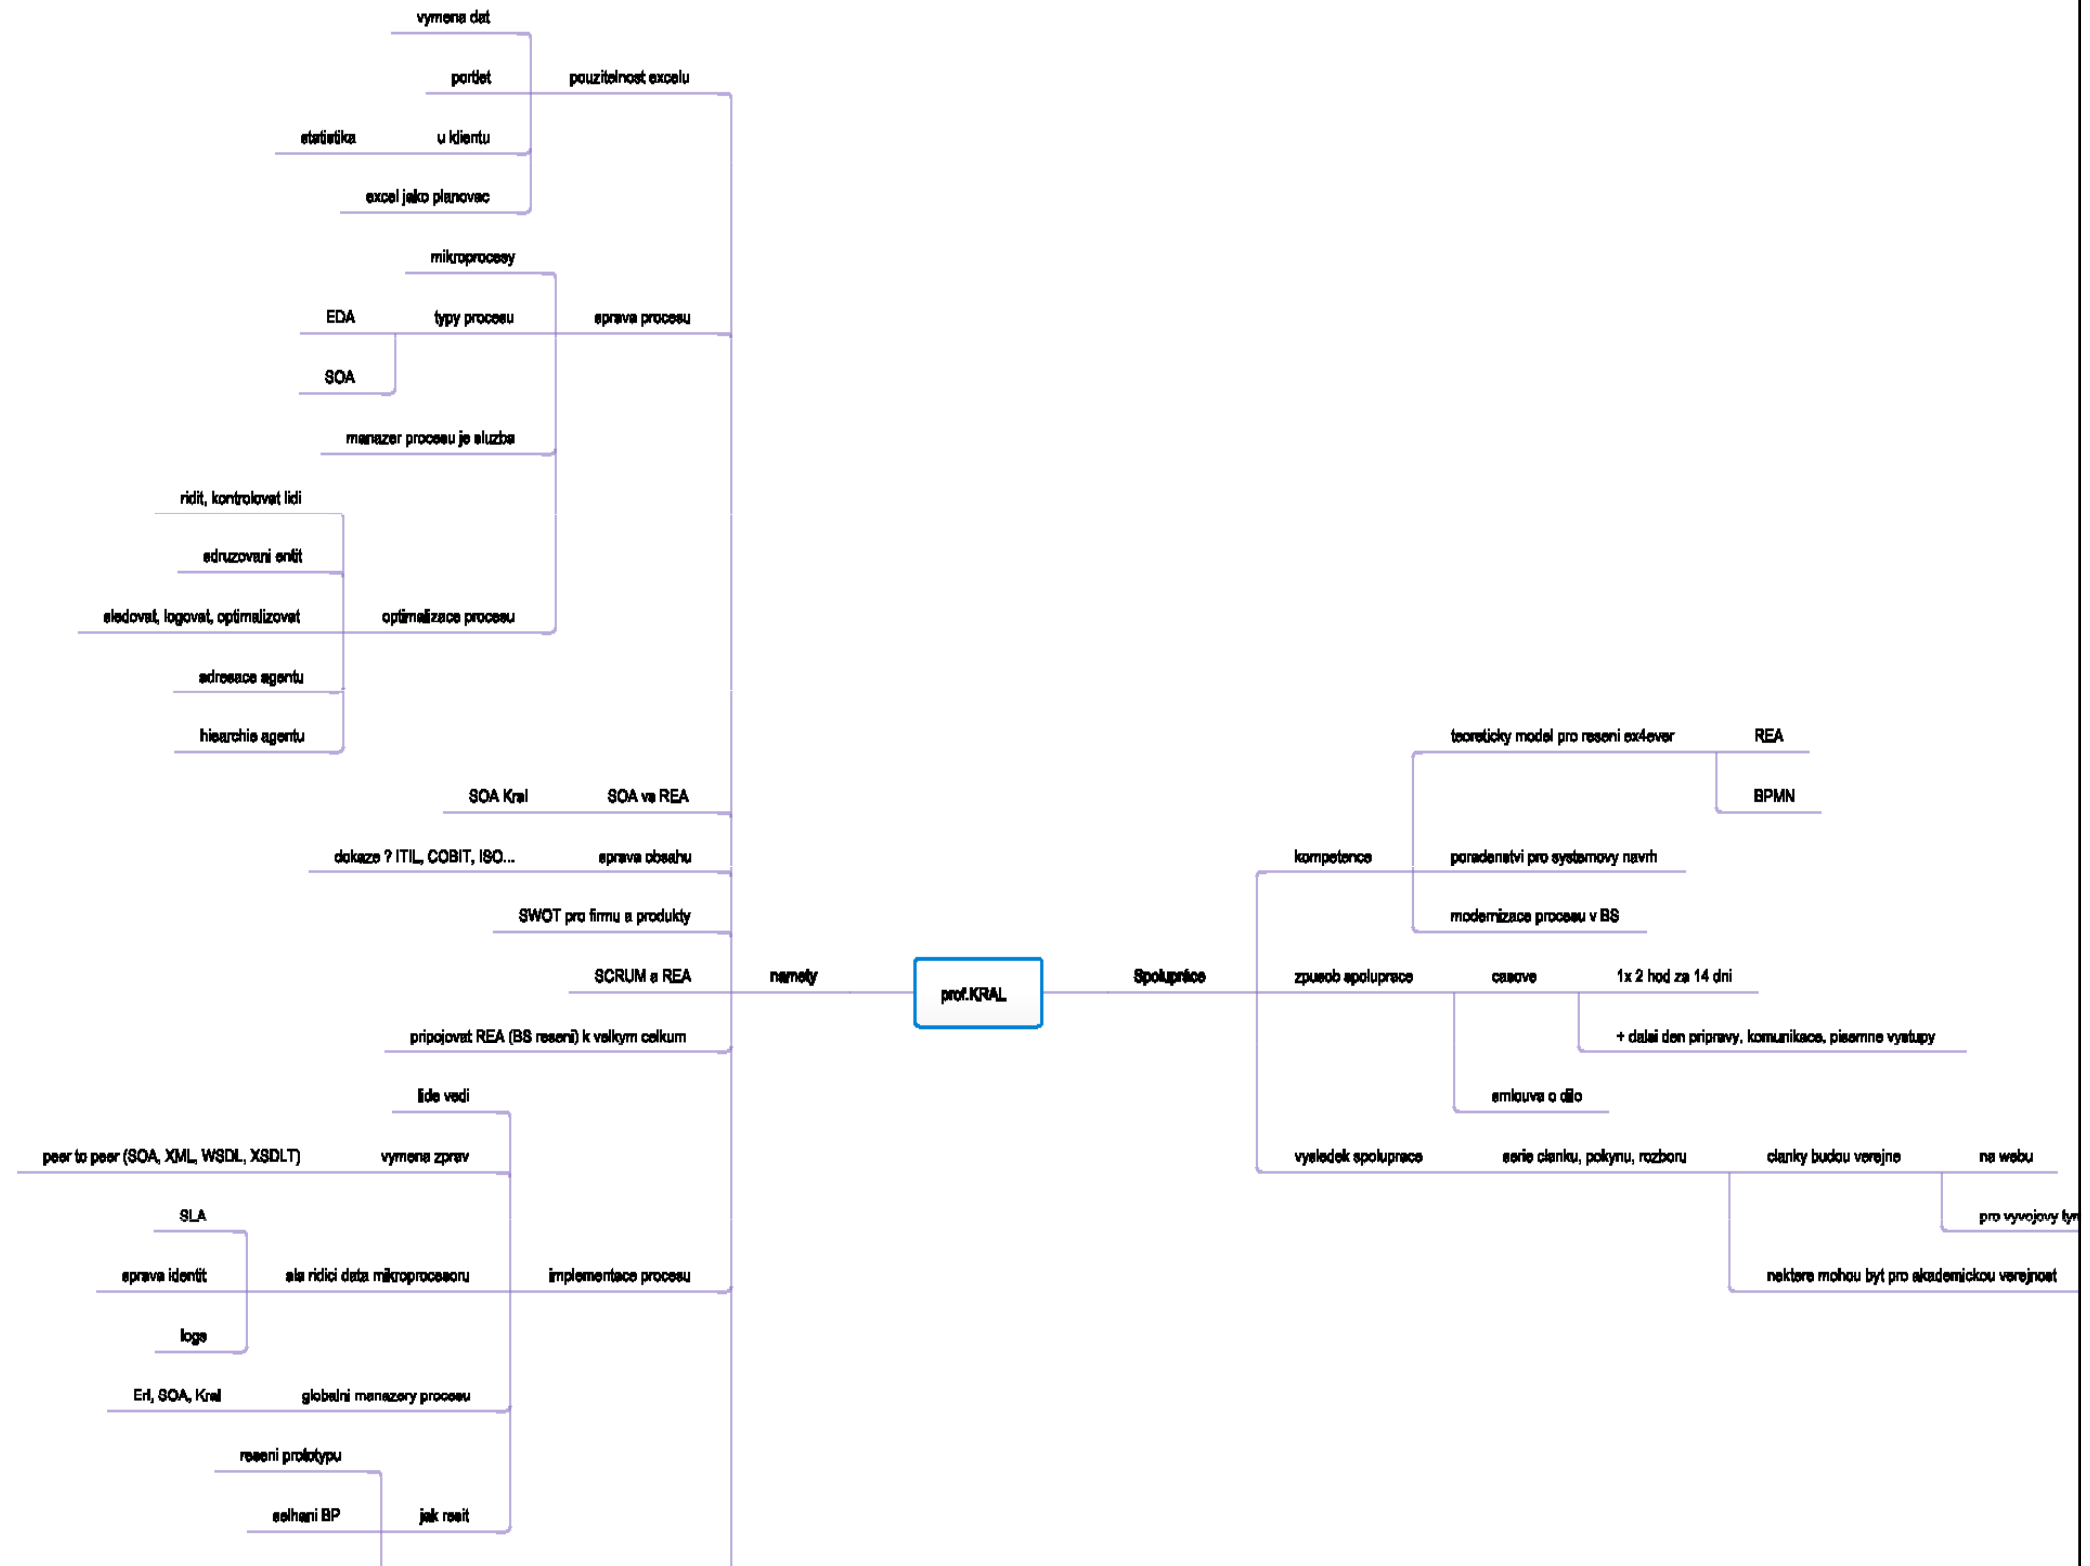 vymena dat
portlet
pouzitelnost excelu
statistika
u klientu
excel jako planovac
mikroprocesy
EDA
typy procesu
sprava procesu
SOA
manazer procesu je sluzba
ridit, kontrolovat lidi
sdruzovani entit
sledovat, logovat, optimalizovat
optimalizace procesu
adresace agentu
hiearchie agentu
SOA Kral
SOA vs REA
dokaze ? ITIL, COBIT, ISO...
sprava obsahu
SWOT pro firmu a produkty
SCRUM a REA
namety
pripojovat REA (BS reseni) k velkym celkum
lide vedi
peer to peer (SOA, XML, WSDL, XSDLT)
vymena zprav
SLA
sprava identit
sla ridici data mikroprocesoru
implementace procesu
logs
Erl, SOA, Kral
globalni manazery procesu
reseni prototypu
selhani BP
jak resit
prof.KRAL
Spolupráce
teoreticky model pro reseni ex4ever
REA
BPMN
kompetence
poradenstvi pro systemovy navrh
modernizace procesu v BS
zpusob spoluprace
casove
1x 2 hod za 14 dni
+ dalsi den pripravy, komunikace, pisemne vystupy
smlouva o dilo
vysledek spoluprace
serie clanku, pokynu, rozboru
clanky budou verejne
na webu
pro vyvojovy tym
nektere mohou byt pro akademickou verejnost